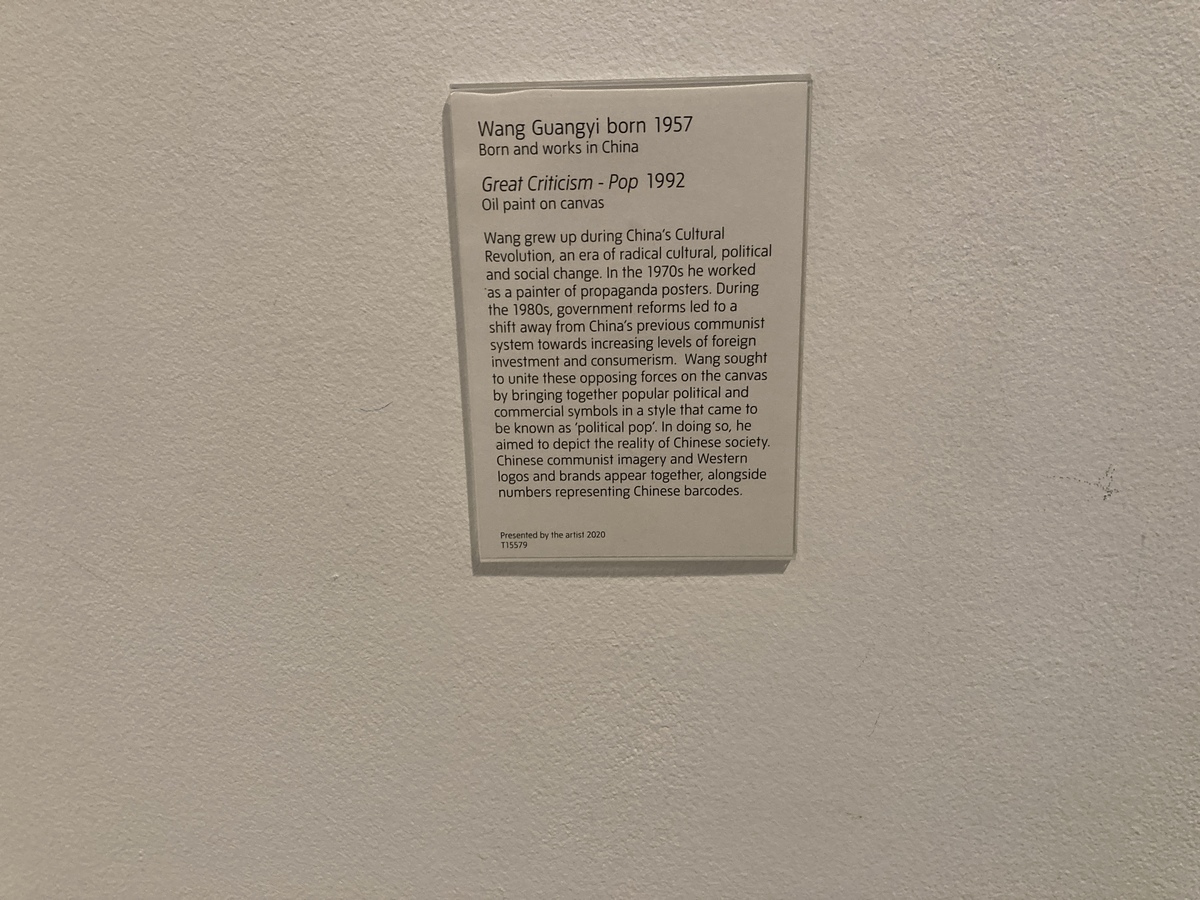 Wang Guangyi born 1957
Born and works in China
Great Criticism - Pop 1992
Oil paint on canvas
Wang grew up during China's Cultural
Revolution, an era of radical cultural, political
and social change. In the 1970s he worked
as a painter of propaganda posters. During
the 1980s, government reforms led to a
shift away from China's previous communist
system towards increasing levels of foreign
investment and consumerism.  Wang sought
to unite these opposing forces on the canvas
by bringing together popular political and
commercial symbols in a style that came to
be known as 'political pop'. In doing so, he
aimed to depict the reality of Chinese society.
Chinese communist imagery and Western
logos and brands appear together, alongside
numbers representing Chinese barcodes.
Presented by the artist 2020
T15579